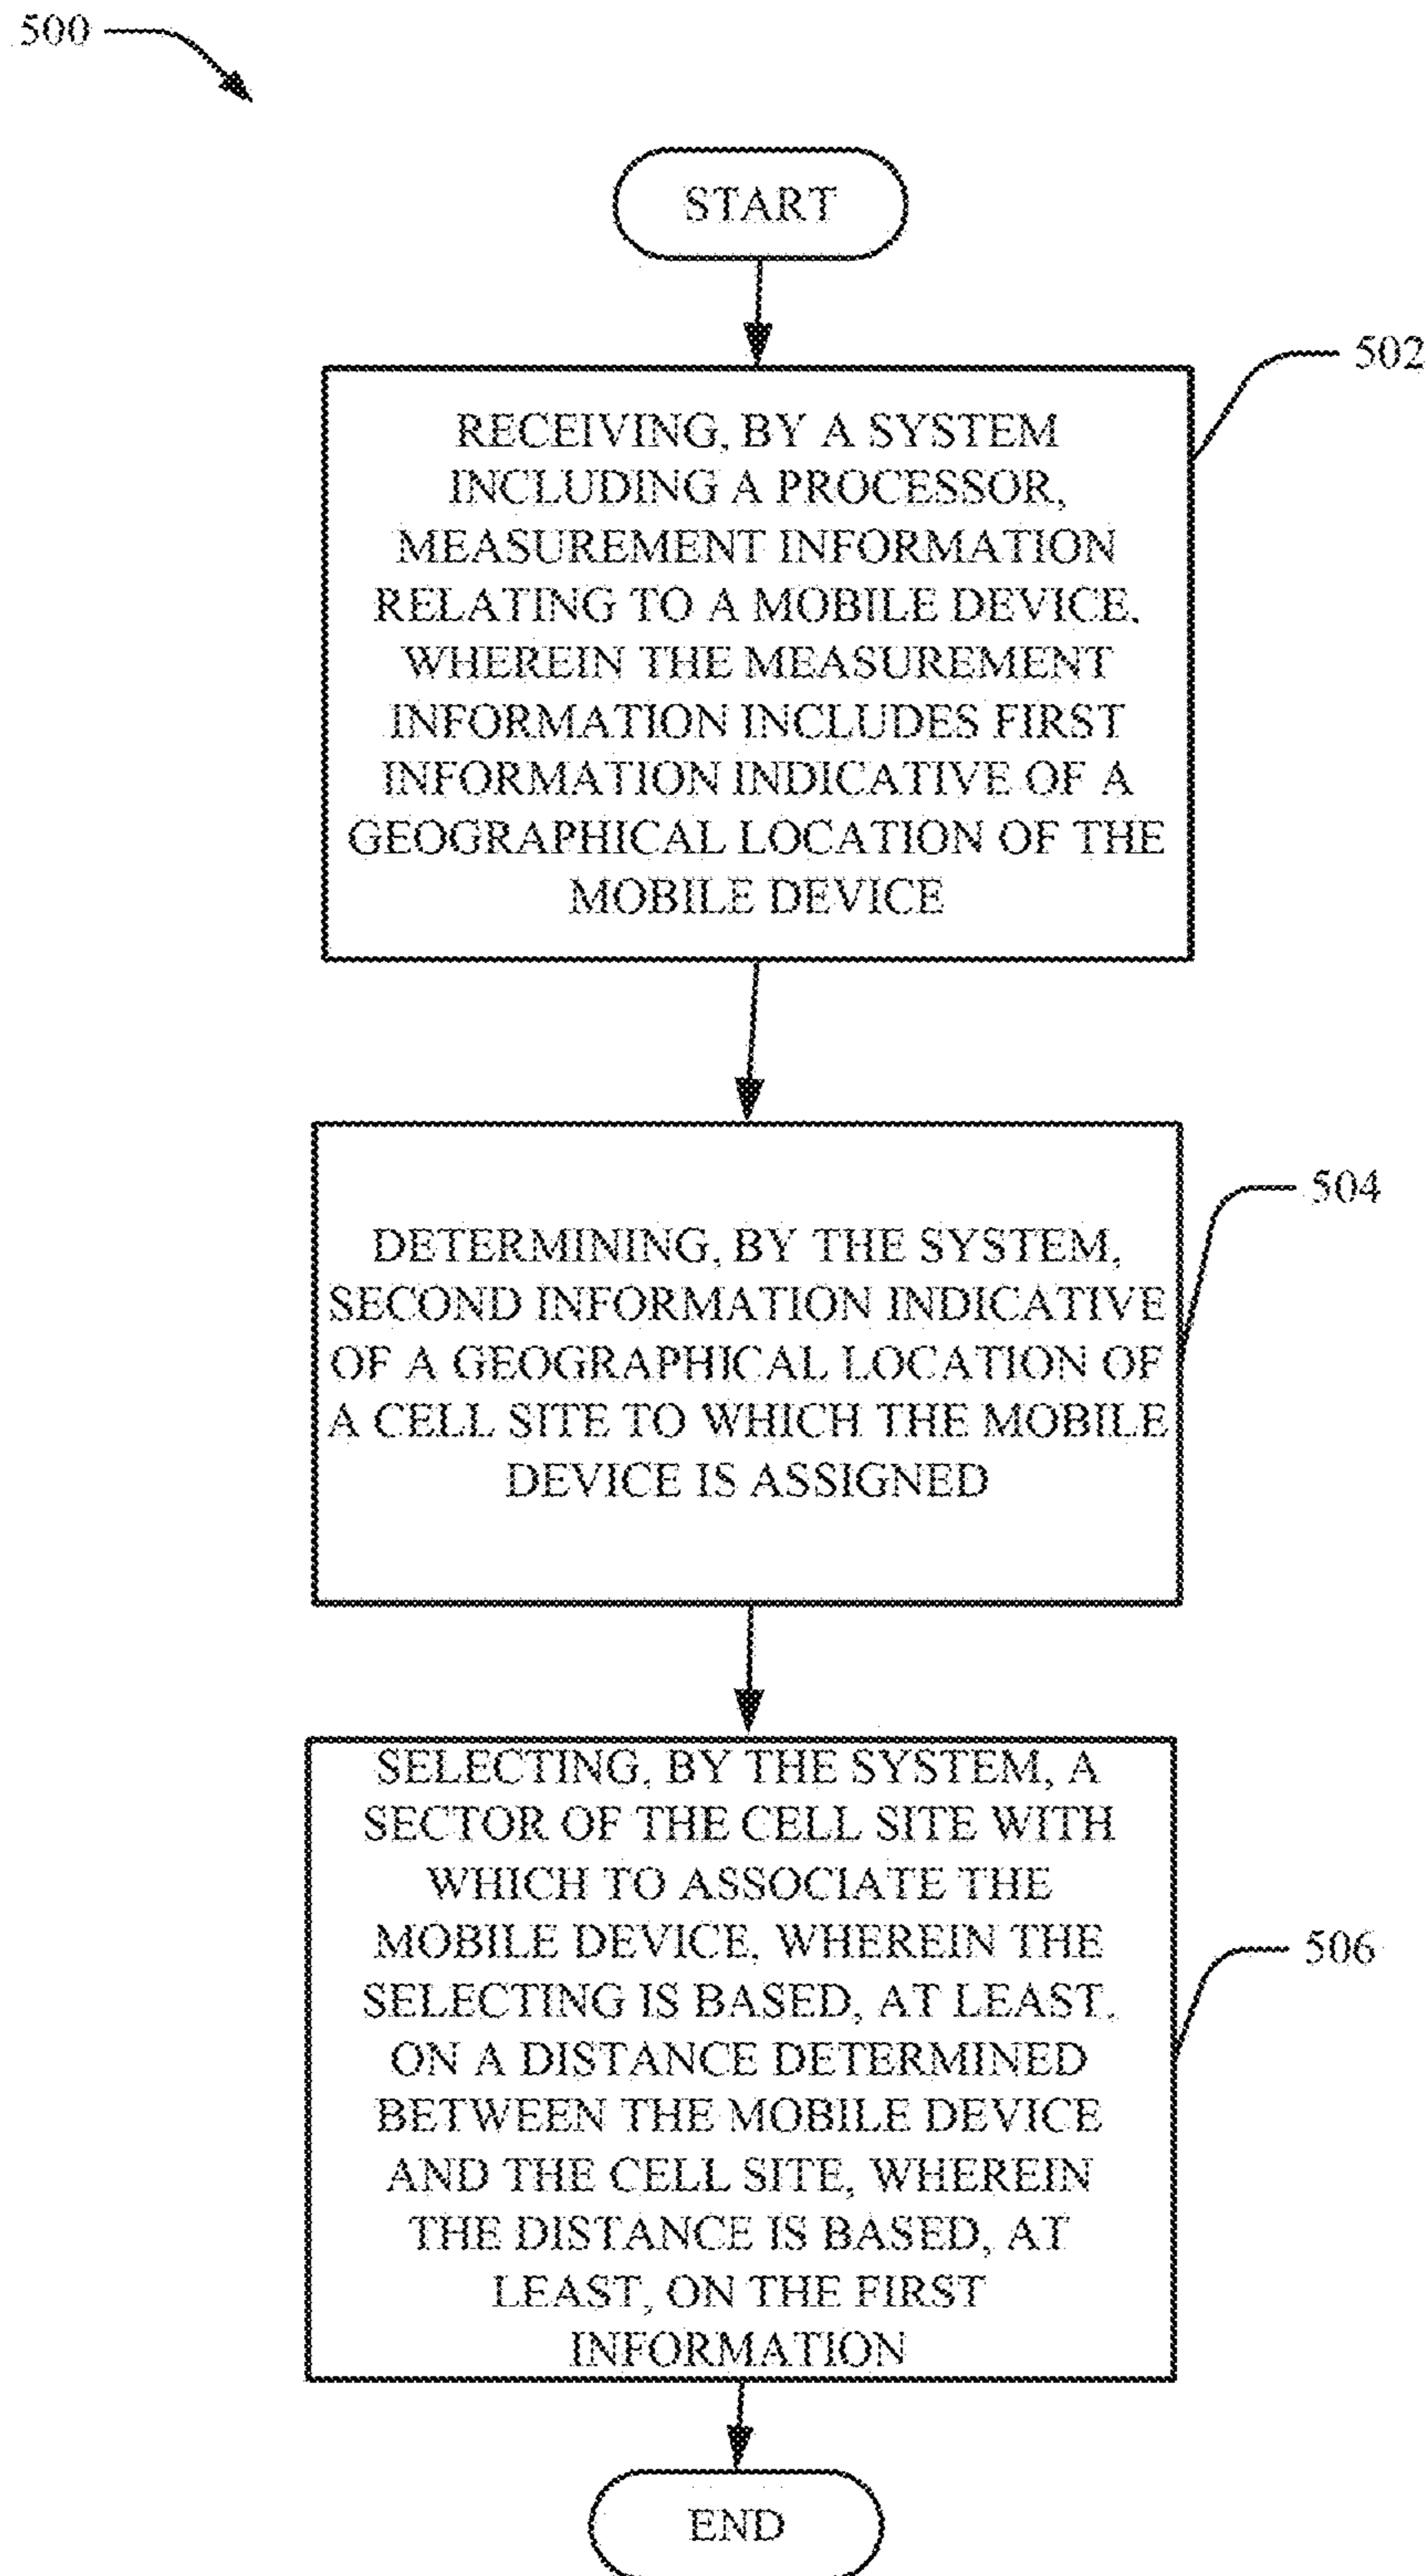 500
START
502
RECEIVING, BY A SYSTEM
INCLUDING A PROCESSOR,
MEASUREMENT INFORMATION
RELATING TO A MOBILE DEVICE,
WHEREIN THE MEASUREMENT
INFORMATION INCLUDES FIRST
INFORMATION INDICATIVE OF A
GEOGRAPHICAL LOCATION OF THE
MOBILE DEVICE
504
DETERMINING, BY THE SYSTEM,
SECOND INFORMATION INDICATIVE
OF A GEOGRAPHICAL LOCATION OF
A CELL SITE TO WHICH THE MOBILE
DEVICE IS ASSIGNED
SELECTING, BY THE SYSTEM, A
SECTOR OF THE CELL SITE WITH
WHICH TO ASSOCIATE THE
MOBILE DEVICE, WHEREIN THE
506
SELECTING IS BASED, AT LEAST,
ON A DISTANCE DETERMINED
BETWEEN THE MOBILE DEVICE
AND THE CELL SITE, WHEREIN
THE DISTANCE IS BASED, AT
LEAST, ON THE FIRST
INFORMATION
END